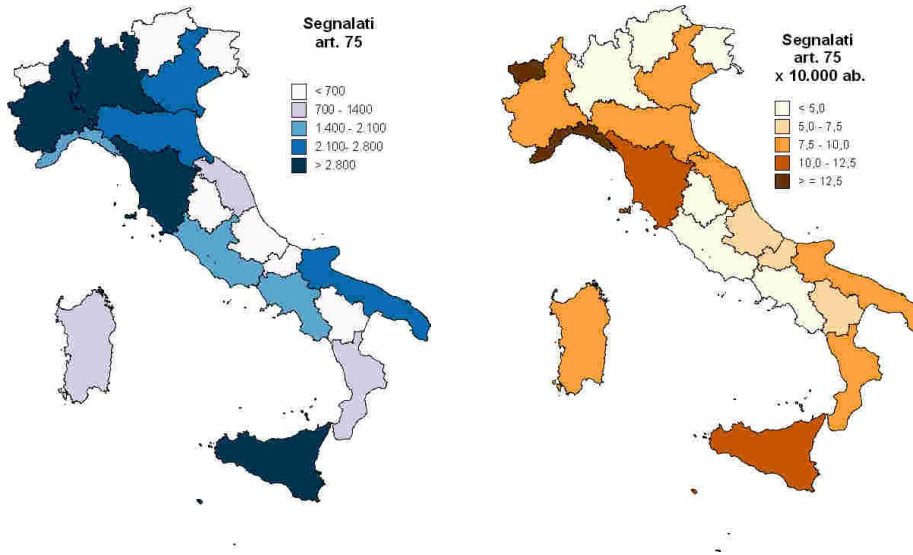 Segnalati
art. 75
< 700
700 - 1400
1 400 - 2.100
2.100- 2.800
> 2.800
Segnalati
art. 75
x 10.000 ab.
< 5,0
5,0 - 7,5
7,5 - 10,0
10,0 - 12,5
> = 12,5